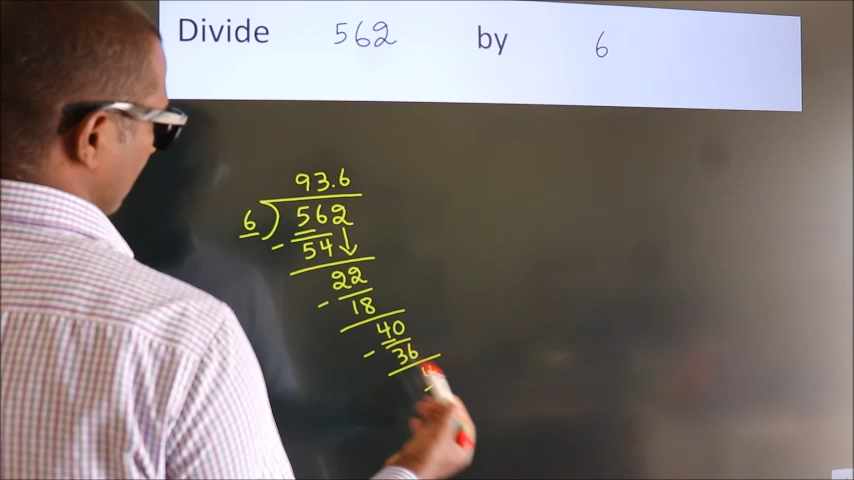 Divide 562 by 6
93.6
6 ) 562
- 54 ↓
22
- 18
40
- 36